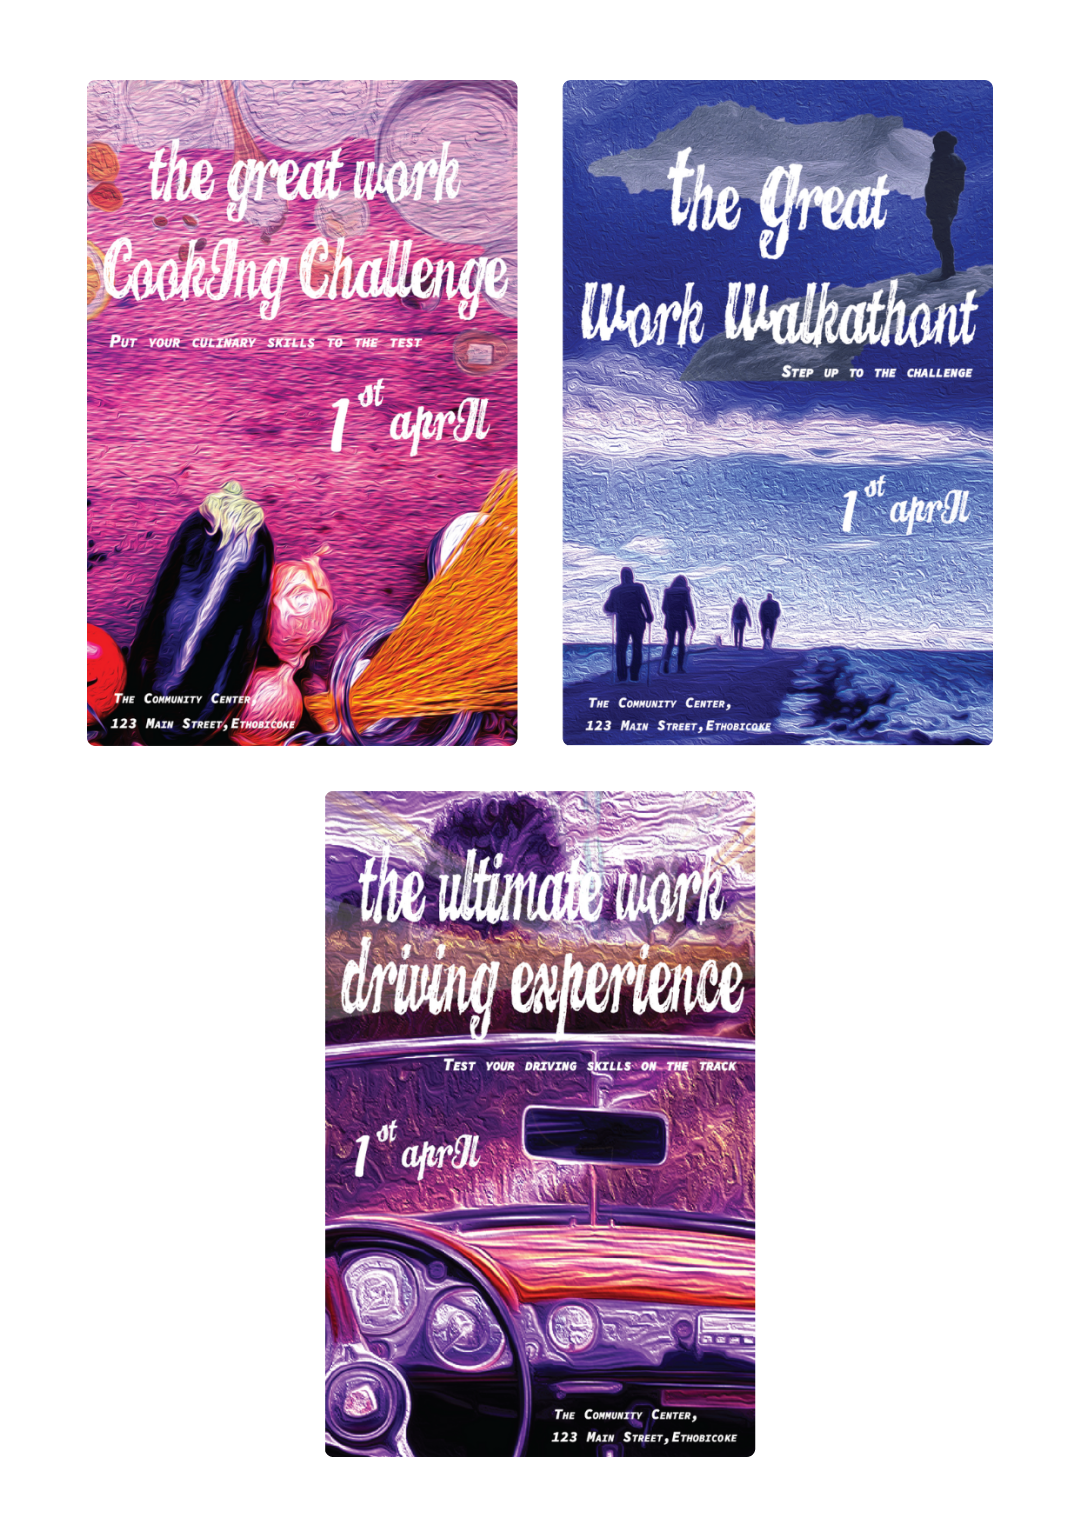 the great work
CookIng Challenge
Put your culinary skills to the test
1st aprIl
The Community Center,
123 Main Street,Ethobicoke
the Great
Work Walkathont
Step up to the challenge
1st aprIl
The Community Center,
123 Main Street,Ethobicoke
the ultimate work
driving experience
Test your driving skills on the track
1st aprIl
The Community Center,
123 Main Street,Ethobicoke